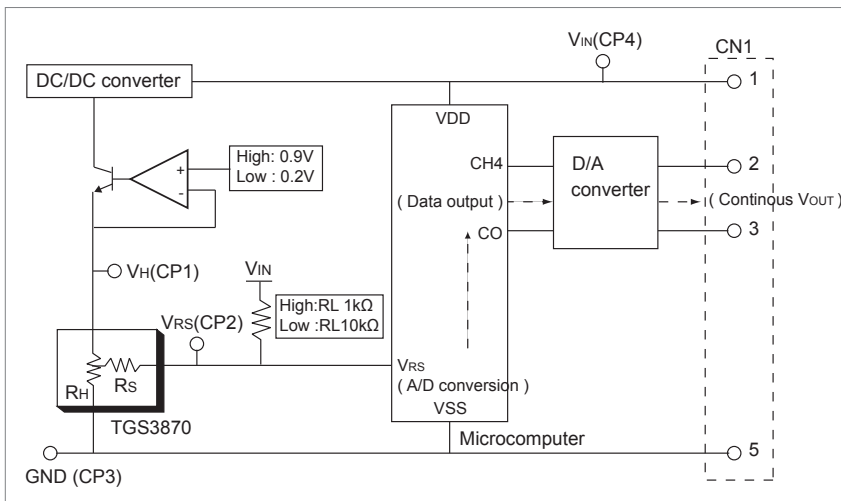 VIN(CP4)
CN1
DC/DC converter
1
VDD
High: 0.9V
Low : 0.2V
+
-
CH4
D/A
converter
2
( Data output )
( Continous VOUT )
CO
3
VH(CP1)
VIN
High:RL 1kΩ
Low :RL10kΩ
VRS(CP2)
VRS
( A/D conversion )
RH
RS
VSS
TGS3870
Microcomputer
5
GND (CP3)